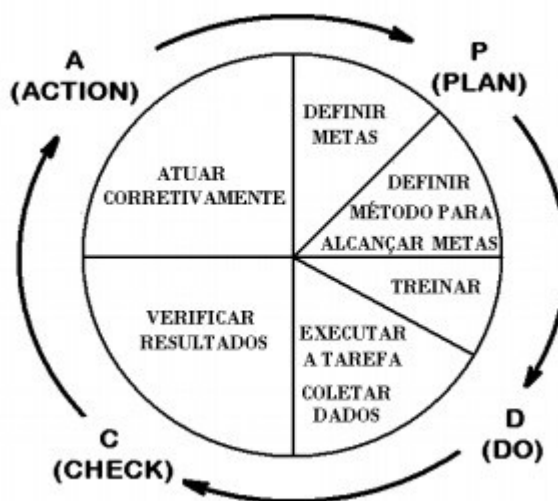 A
(ACTION)
P
(PLAN)
DEFINIR
METAS
ATUAR
CORRETIVAMENTE
DEFINIR
MÉTODO PARA
ALCANÇAR METAS
TREINAR
VERIFICAR
RESULTADOS
EXECUTAR
A TAREFA
COLETAR
DADOS
C
(CHECK)
D
(DO)